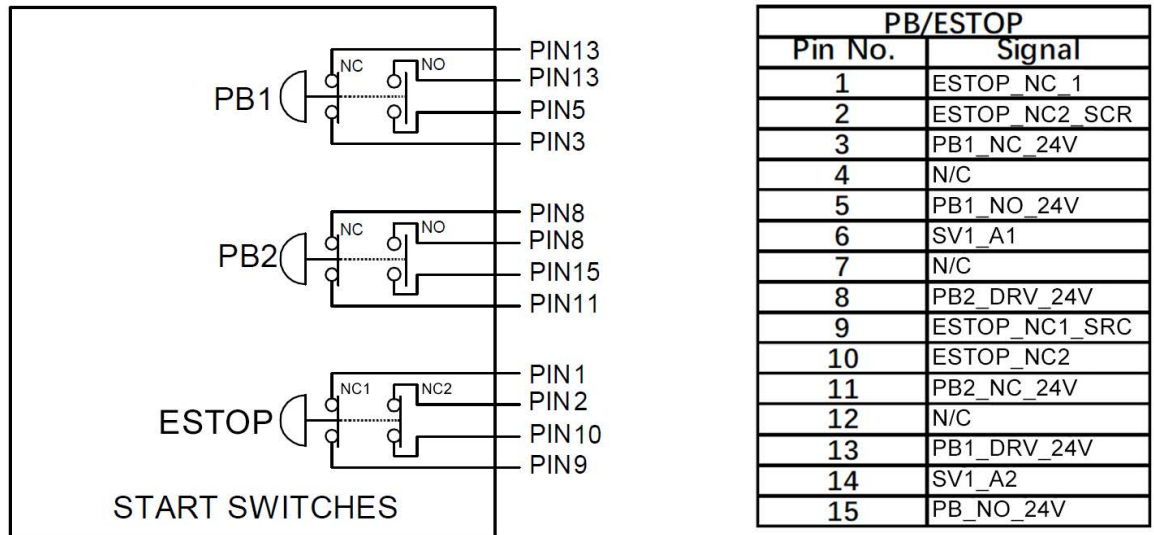 PB1
NC
NO
PIN13
PIN13
PIN5
PIN3
PB2
NC
NO
PIN8
PIN8
PIN15
PIN11
ESTOP
NC1
NC2
PIN1
PIN2
PIN10
PIN9
START SWITCHES
PB/ESTOP
Pin No. Signal
1 ESTOP_NC_1
2 ESTOP_NC2_SCR
3 PB1_NC_24V
4 N/C
5 PB1_NO_24V
6 SV1_A1
7 N/C
8 PB2_DRV_24V
9 ESTOP_NC1_SRC
10 ESTOP_NC2
11 PB2_NC_24V
12 N/C
13 PB1_DRV_24V
14 SV1_A2
15 PB_NO_24V